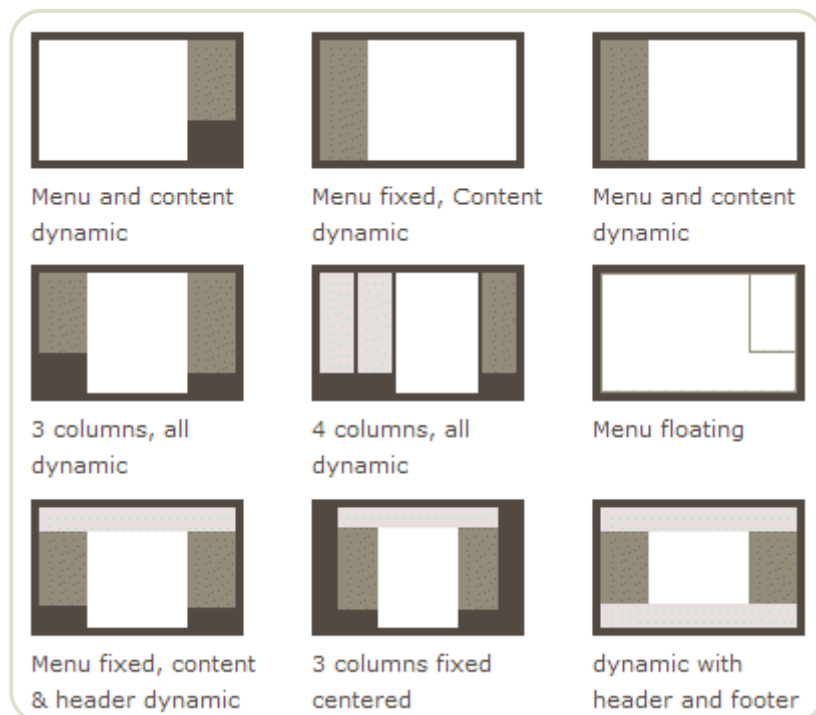 Menu and content
dynamic
Menu fixed, Content
dynamic
Menu and content
dynamic
3 columns, all
dynamic
4 columns, all
dynamic
Menu floating
Menu fixed, content
& header dynamic
3 columns fixed
centered
dynamic with
header and footer